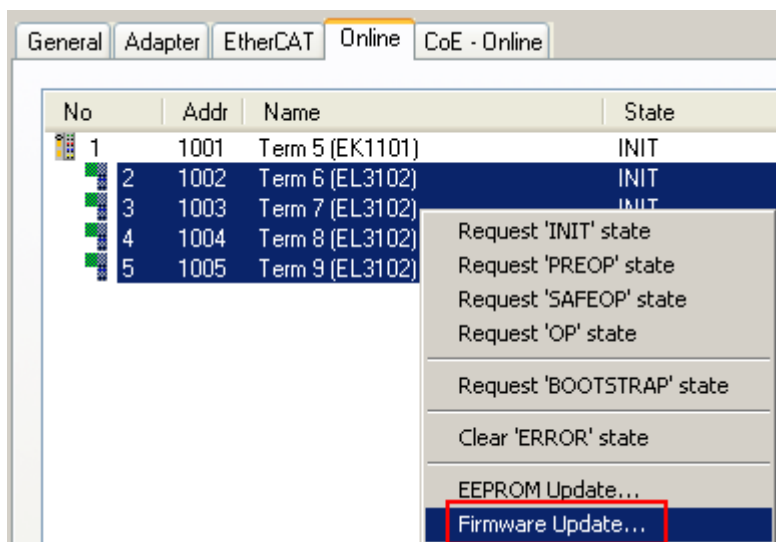 General Adapter EtherCAT Online CoE - Online
No Addr Name State
1 1001 Term 5 (EK1101) INIT
2 1002 Term 6 (EL3102) INIT
3 1003 Term 7 (EL3102) INIT
4 1004 Term 8 (EL3102)
5 1005 Term 9 (EL3102)
Request 'INIT' state
Request 'PREOP' state
Request 'SAFEOP' state
Request 'OP' state
Request 'BOOTSTRAP' state
Clear 'ERROR' state
EEPROM Update...
Firmware Update...